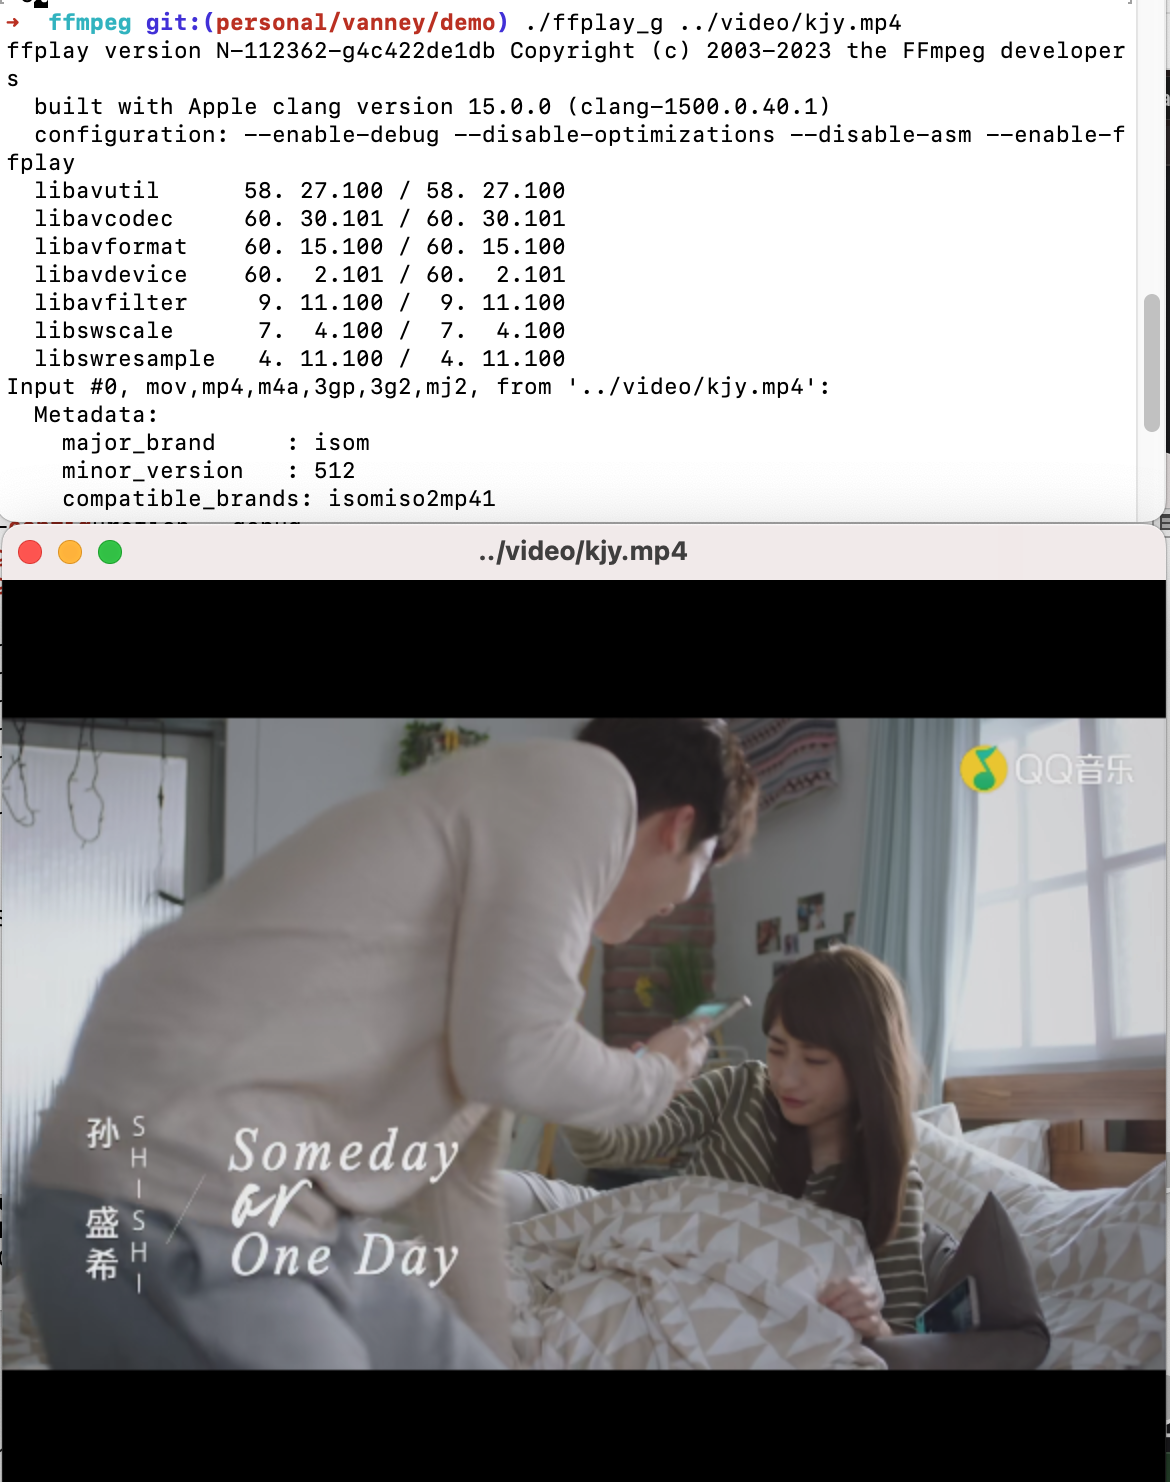 ➜  ffmpeg git:(personal/vanney/demo) ./ffplay_g ../video/kjy.mp4
ffplay version N-112362-g4c422de1db Copyright (c) 2003-2023 the FFmpeg developer
s
  built with Apple clang version 15.0.0 (clang-1500.0.40.1)
  configuration: --enable-debug --disable-optimizations --disable-asm --enable-f
fplay
  libavutil      58. 27.100 / 58. 27.100
  libavcodec     60. 30.101 / 60. 30.101
  libavformat    60. 15.100 / 60. 15.100
  libavdevice    60.  2.101 / 60.  2.101
  libavfilter     9. 11.100 /  9. 11.100
  libswscale      7.  4.100 /  7.  4.100
  libswresample   4. 11.100 /  4. 11.100
Input #0, mov,mp4,m4a,3gp,3g2,mj2, from '../video/kjy.mp4':
  Metadata:
    major_brand     : isom
    minor_version   : 512
    compatible_brands: isomiso2mp41
../video/kjy.mp4
QQ音乐
孙盛希
SHI SHI
Someday
or
One Day